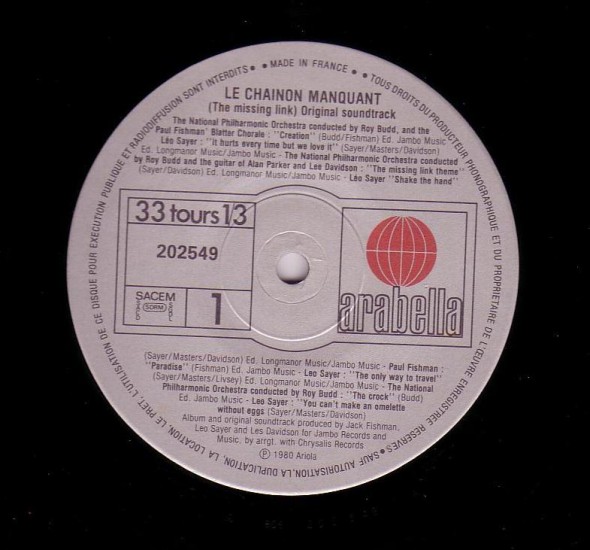 • MADE IN FRANCE • • TOUS DROITS DU PRODUCTEUR PHONOGRAPHIQUE ET DU PROPRIETAIRE DE L'ŒUVRE ENREGISTREE RESERVES • SAUF AUTORISATION, LA DUPLICATION, LA LOCATION, LE PRET, L'UTILISATION DE CE DISQUE POUR EXECUTION PUBLIQUE ET RADIODIFFUSION SONT INTERDITS •
LE CHAINON MANQUANT
(The missing link) Original soundtrack
The National Philharmonic Orchestra conducted by Roy Budd, and the
Paul Fishman' Blatter Chorale : "Creation" (Budd/Fishman) Ed. Jambo Music
Léo Sayer : "It hurts every time but we love it" (Sayer/Masters/Davidson)
Ed. Longmanor Music/Jambo Music - The National Philharmonic Orchestra conducted
by Roy Budd and the guitar of Alan Parker and Lee Davidson : "The missing link theme"
(Sayer/Davidson) Ed. Longmanor Music/Jambo Music - Léo Sayer "Shake the hand"
33 tours 1/3
202549
SACEM
SACD
SDRM
SGDL
1
arabella
(Sayer/Masters/Davidson) Ed. Longmanor Music/Jambo Music - Paul Fishman :
"Paradise" (Fishman) Ed. Jambo Music - Leo Sayer : "The only way to travel"
(Sayer/Masters/Livsey) Ed. Longmanor Music/Jambo Music - The National
Philharmonic Orchestra conducted by Roy Budd : "The crock" (Budd)
Ed. Jambo Music - Leo Sayer : "You can't make an omelette
without eggs (Sayer/Masters/Davidson)
Album and original soundtrack produced by Jack Fishman,
Leo Sayer and Les Davidson for Jambo Records and
Music, by arrgt. with Chrysalis Records
Ⓟ 1980 Ariola